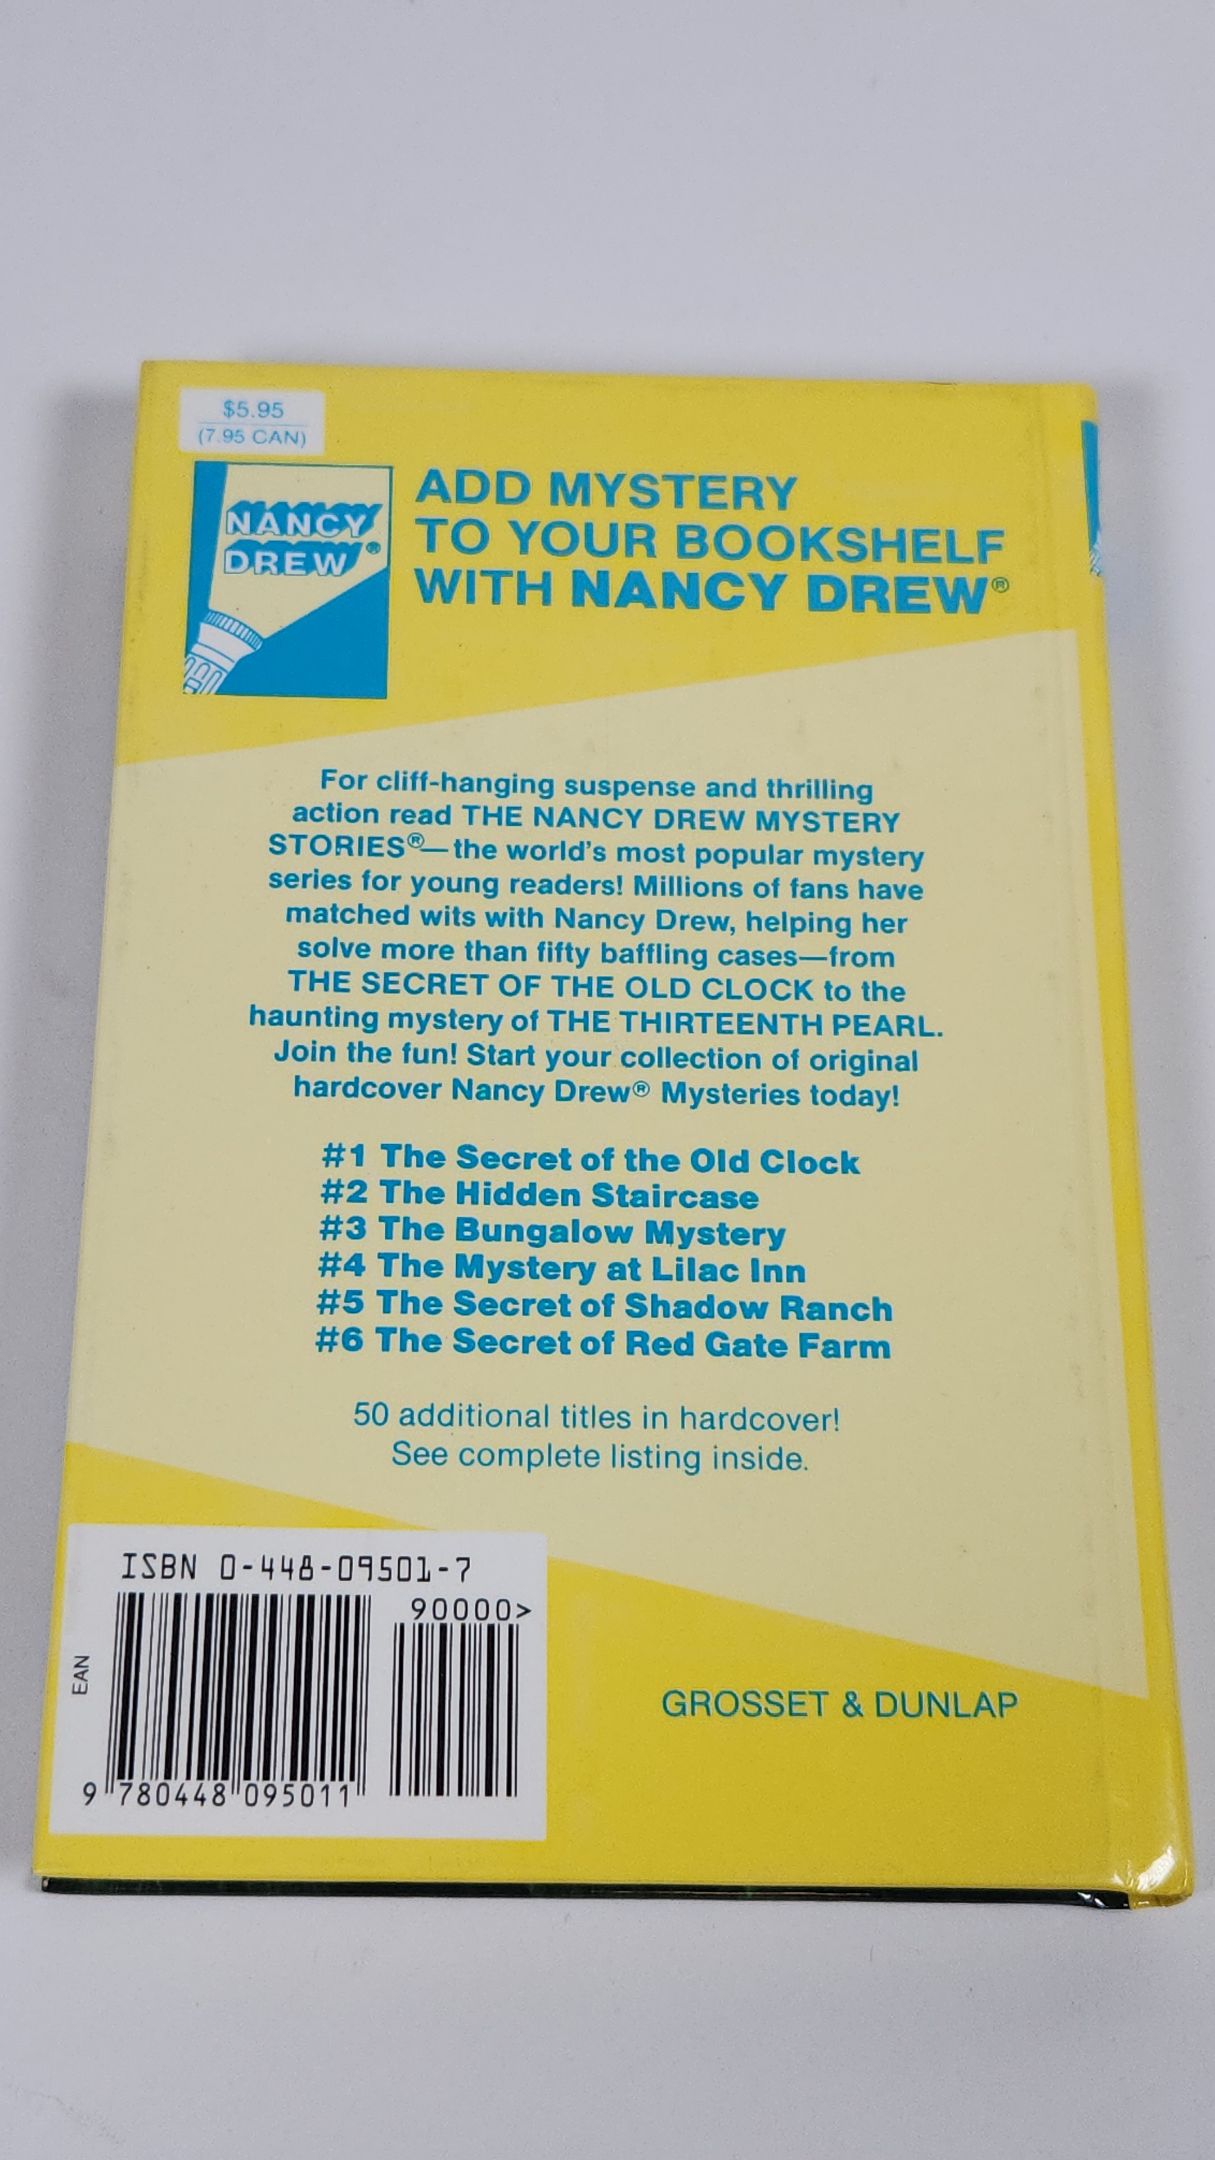 $5.95
(7.95 CAN)
NANCY
DREW®
ADD MYSTERY
TO YOUR BOOKSHELF
WITH NANCY DREW®
For cliff-hanging suspense and thrilling
action read THE NANCY DREW MYSTERY
STORIES®—the world's most popular mystery
series for young readers! Millions of fans have
matched wits with Nancy Drew, helping her
solve more than fifty baffling cases—from
THE SECRET OF THE OLD CLOCK to the
haunting mystery of THE THIRTEENTH PEARL.
Join the fun! Start your collection of original
hardcover Nancy Drew® Mysteries today!
#1 The Secret of the Old Clock
#2 The Hidden Staircase
#3 The Bungalow Mystery
#4 The Mystery at Lilac Inn
#5 The Secret of Shadow Ranch
#6 The Secret of Red Gate Farm
50 additional titles in hardcover!
See complete listing inside.
ISBN 0-448-09501-7
90000>
EAN
9 780448 095011
GROSSET & DUNLAP